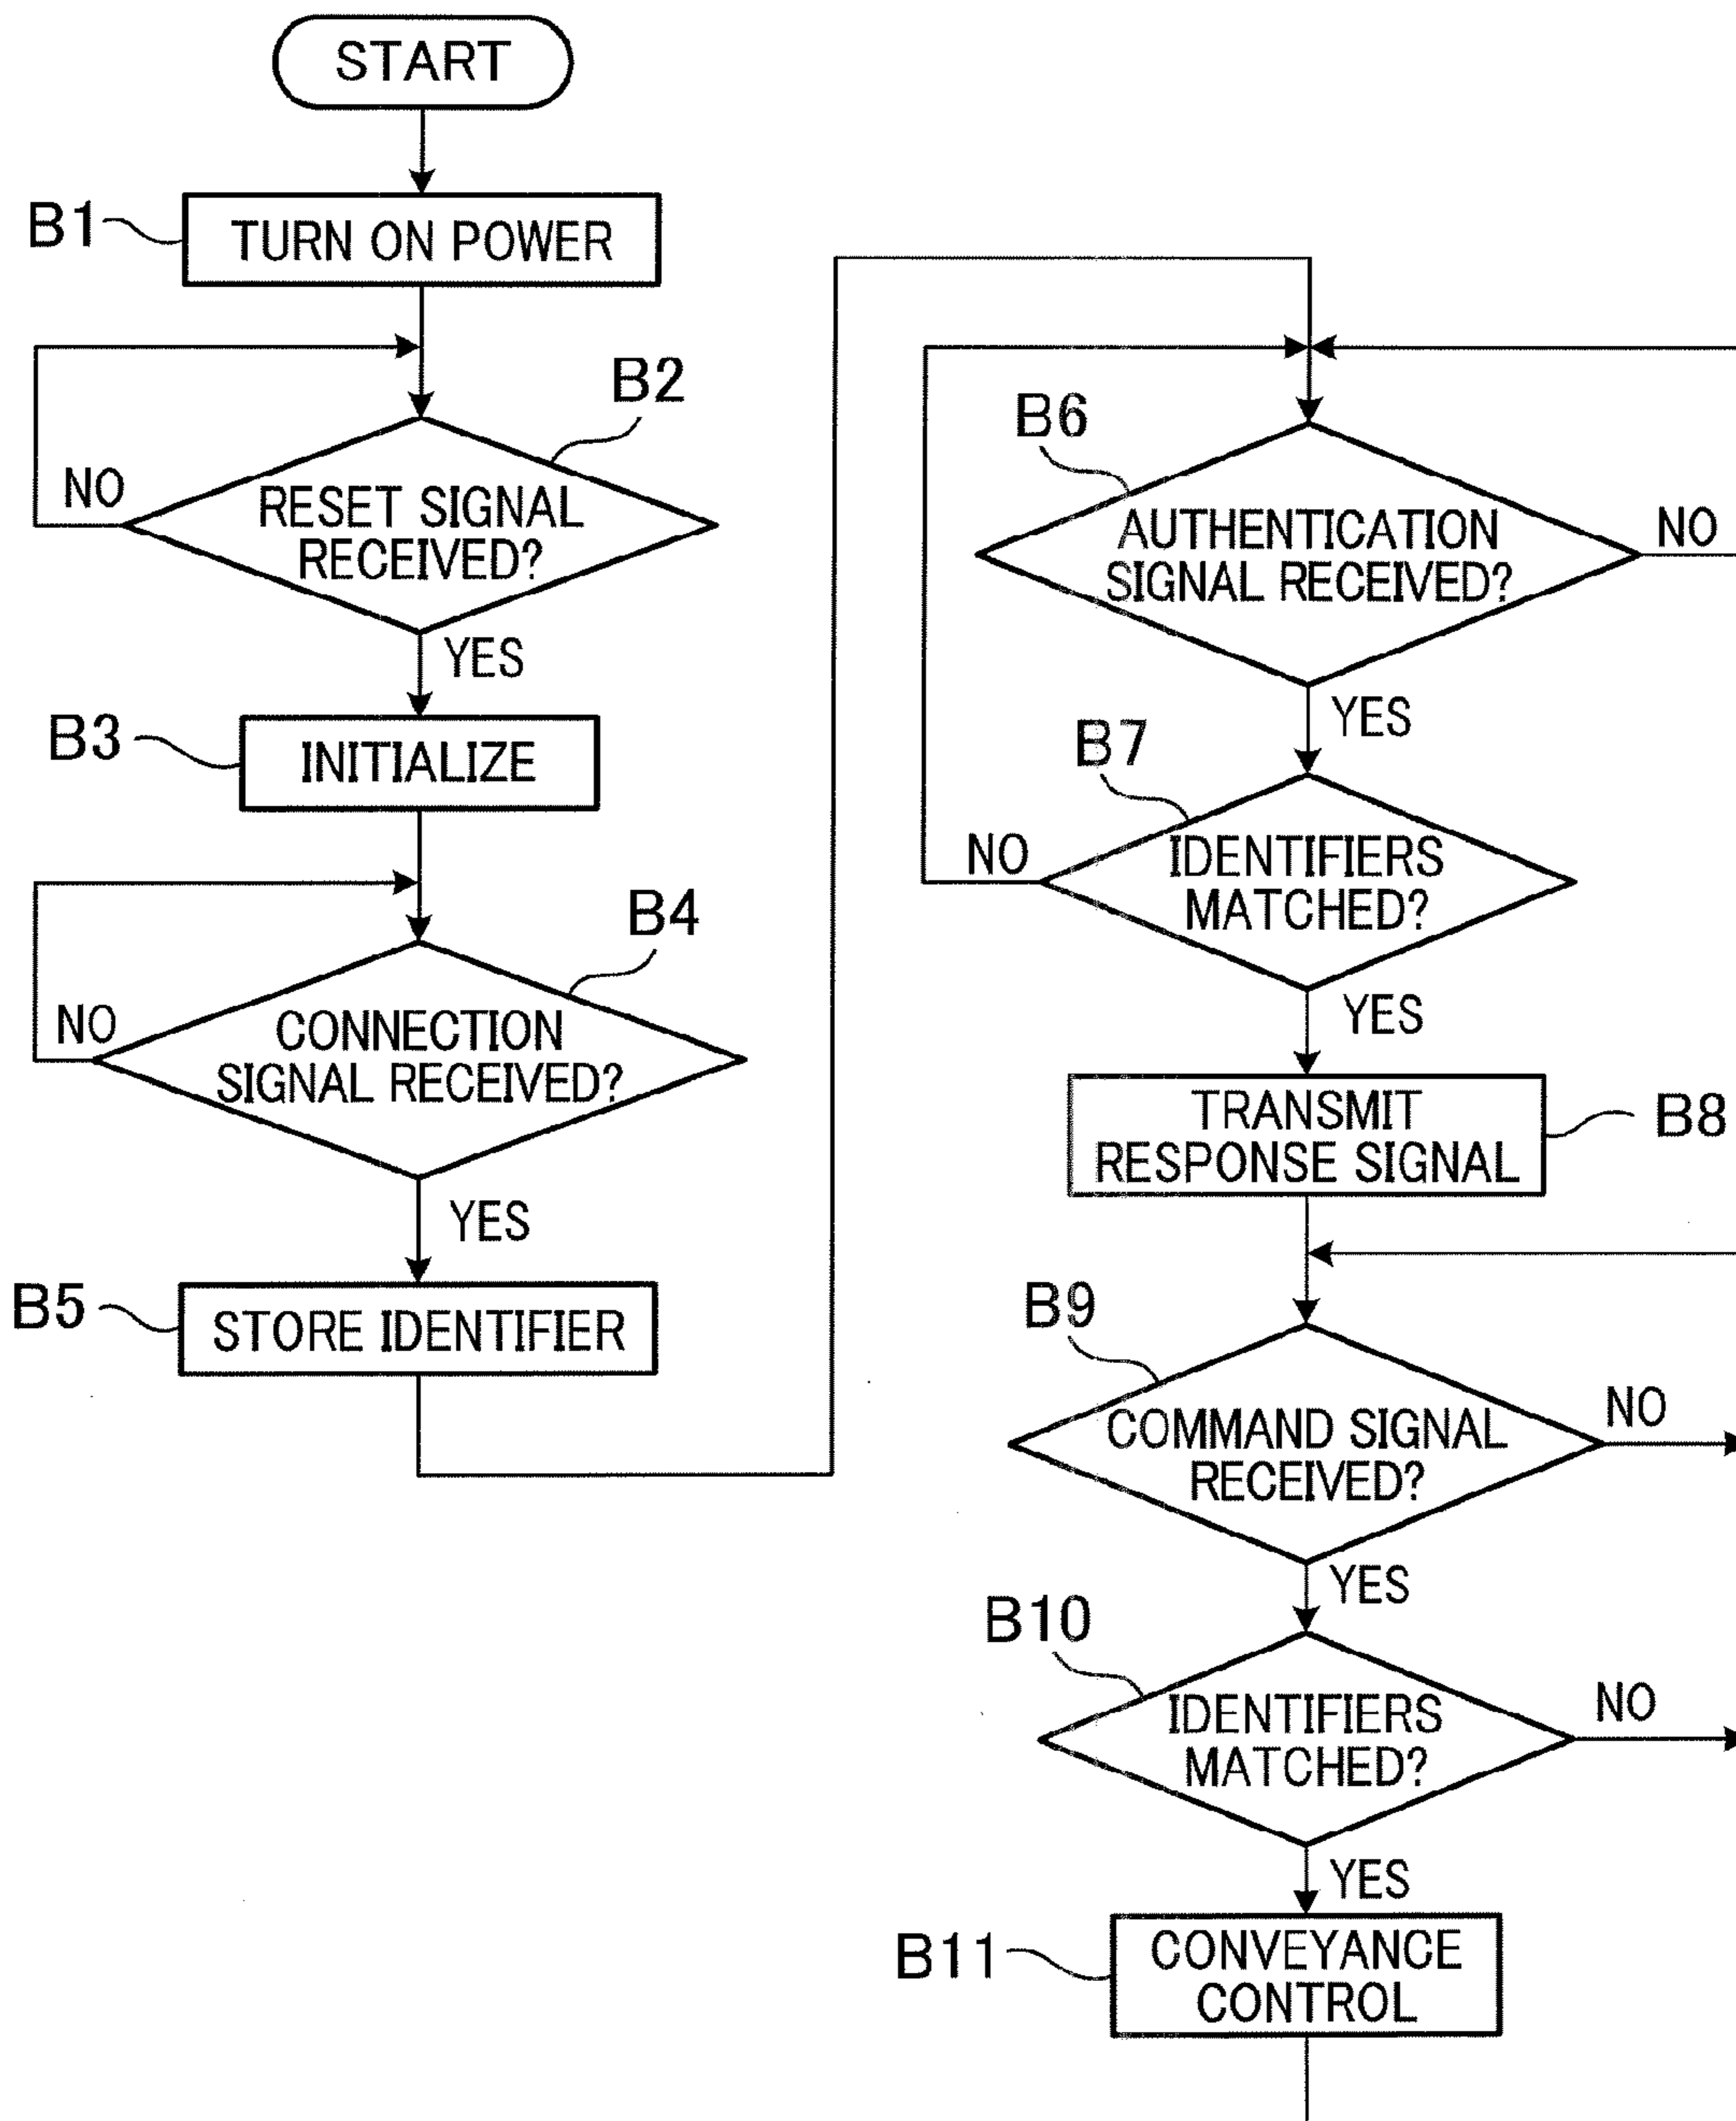 START
B1
TURN ON POWER
B2
NO
RESET SIGNAL
RECEIVED?
YES
B3
INITIALIZE
B4
NO
CONNECTION
SIGNAL RECEIVED?
YES
B5
STORE IDENTIFIER
B6
AUTHENTICATION
SIGNAL RECEIVED?
NO
YES
B7
NO
IDENTIFIERS
MATCHED?
YES
TRANSMIT
RESPONSE SIGNAL
B8
B9
COMMAND SIGNAL
RECEIVED?
NO
YES
B10
IDENTIFIERS
MATCHED?
NO
YES
B11
CONVEYANCE
CONTROL